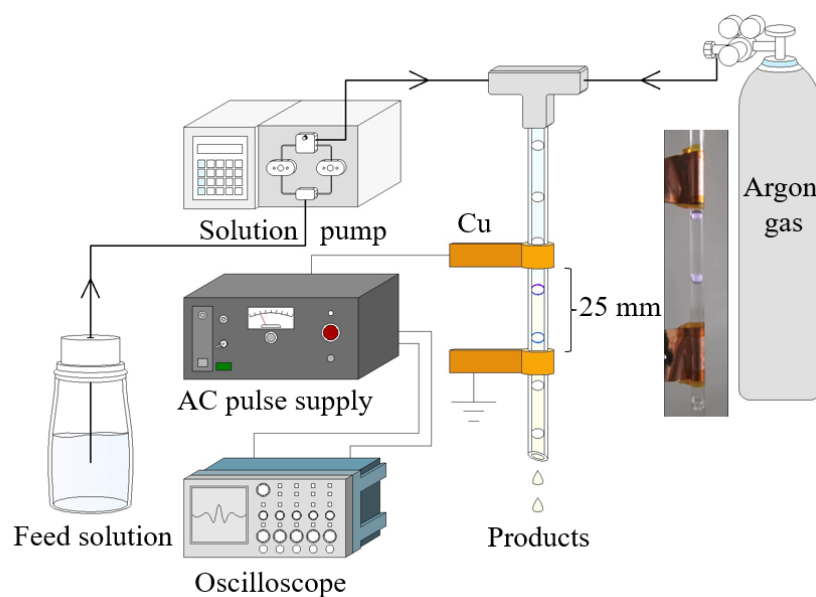 Argon
gas
Solution pump
Cu
25 mm
AC pulse supply
Feed solution
Products
Oscilloscope